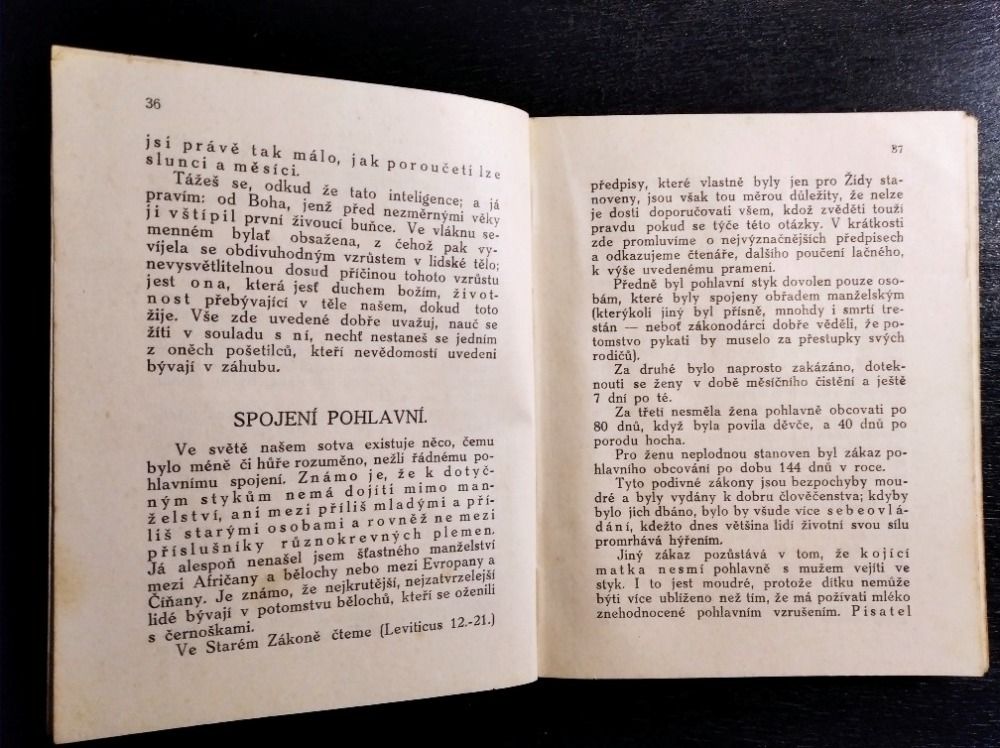 36
jsí právě tak málo, jak poroučetí lze
slunci a měsíci.
Tážeš se, odkud že tato inteligence; a já
pravím: od Boha, jenž před nezměrnými věky
ji vštípil první živoucí buňce. Ve vláknu se-
menném bylať obsažena, z čehož pak vy-
víjela se obdivuhodným vzrůstem v lidské tělo;
nevysvětlitelnou dosud příčinou tohoto vzrůstu
jest ona, která jesť duchem božím, život-
nost přebývající v těle našem, dokud toto
žije. Vše zde uvedené dobře uvažuj, nauč se
žíti v souladu s ní, nechť nestaneš se jedním
z oněch pošetilců, kteří nevědomostí uvedeni
bývají v záhubu.
SPOJENÍ POHLAVNÍ.
Ve světě našem sotva existuje něco, čemu
bylo méně či hůře rozuměno, nežli řádnému po-
hlavnímu spojení. Známo je, že k dotyč-
ným stykům nemá dojítí mimo man-
želství, ani mezi příliš mladými a pří-
liš starými osobami a rovněž ne mezi
příslušníky různokrevných plemen.
Já alespoň nenašel jsem šťastného manželství
mezi Afričany a bělochy nebo mezi Evropany a
Číňany. Je známo, že nejkrutější, nejzatvrzelejší
lidé bývají v potomstvu bělochů, kteří se oženili
s černoškami.
Ve Starém Zákoně čteme (Leviticus 12.-21.)
37
předpisy, které vlastně byly jen pro Židy sta-
noveny, jsou však tou měrou důležity, že nelze
je dosti doporučovati všem, kdož zvěděti touží
pravdu pokud se týče této otázky. V krátkosti
zde promluvíme o nejvýznačnějších předpisech
a odkazujeme čtenáře, dalšího poučení lačného,
k výše uvedenému prameni.
Předně byl pohlavní styk dovolen pouze oso-
bám, které byly spojeny obřadem manželským
(kterýkoli jiný byl přísně, mnohdy i smrtí tre-
stán — neboť zákonodárci dobře věděli, že po-
tomstvo pykati by muselo za přestupky svých
rodičů).
Za druhé bylo naprosto zakázáno, dotek-
nouti se ženy v době měsíčního čistění a ještě
7 dní po té.
Za třetí nesměla žena pohlavně obcovati po
80 dnů, když byla povila děvče, a 40 dnů po
porodu hocha.
Pro ženu neplodnou stanoven byl zákaz po-
hlavního obcování po dobu 144 dnů v roce.
Tyto podivné zákony jsou bezpochyby mou-
dré a byly vydány k dobru člověčenstva; kdyby
bylo jich dbáno, bylo by všude více sebeovlá-
dání, kdežto dnes většina lidí životní svou sílu
promrhává hýřením.
Jiný zákaz pozůstává v tom, že kojící
matka nesmí pohlavně s mužem vejíti ve
styk. I to jest moudré, protože dítku nemůže
býti více ublíženo než tím, že má požívati mléko
znehodnocené pohlavním vzrušením. Pisatel